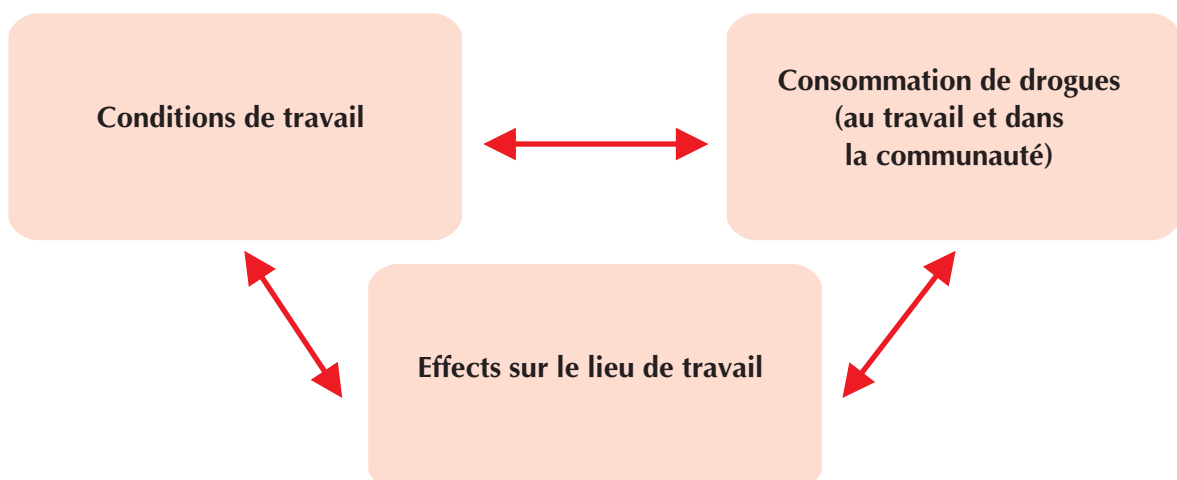 Conditions de travail
Consommation de drogues
(au travail et dans
la communauté)
Effects sur le lieu de travail